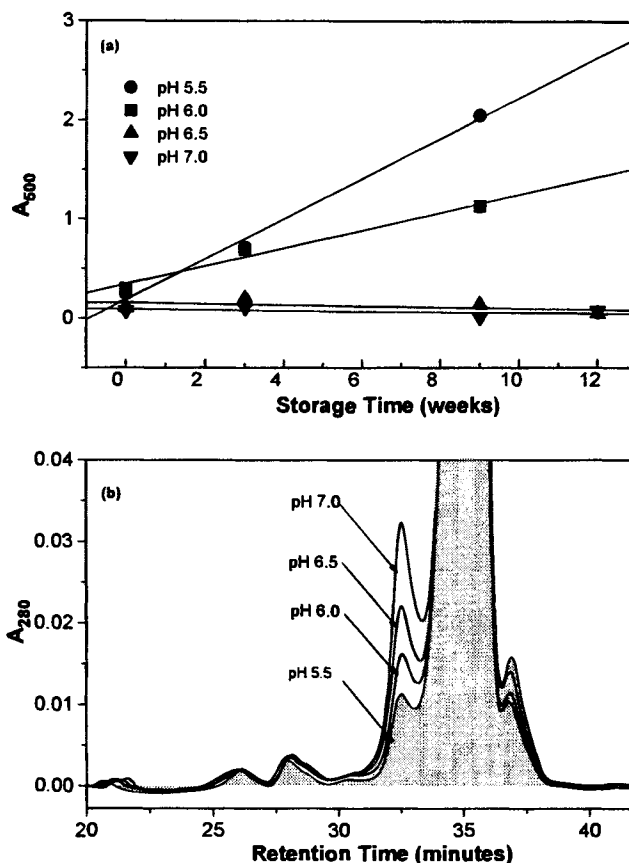 (a)
pH 5.5
pH 6.0
pH 6.5
pH 7.0
A600
3
2
1
0
0 2 4 6 8 10 12
Storage Time (weeks)
(b)
pH 7.0
pH 6.5
pH 6.0
pH 5.5
A280
0.04
0.03
0.02
0.01
0.00
20 25 30 35 40
Retention Time (minutes)